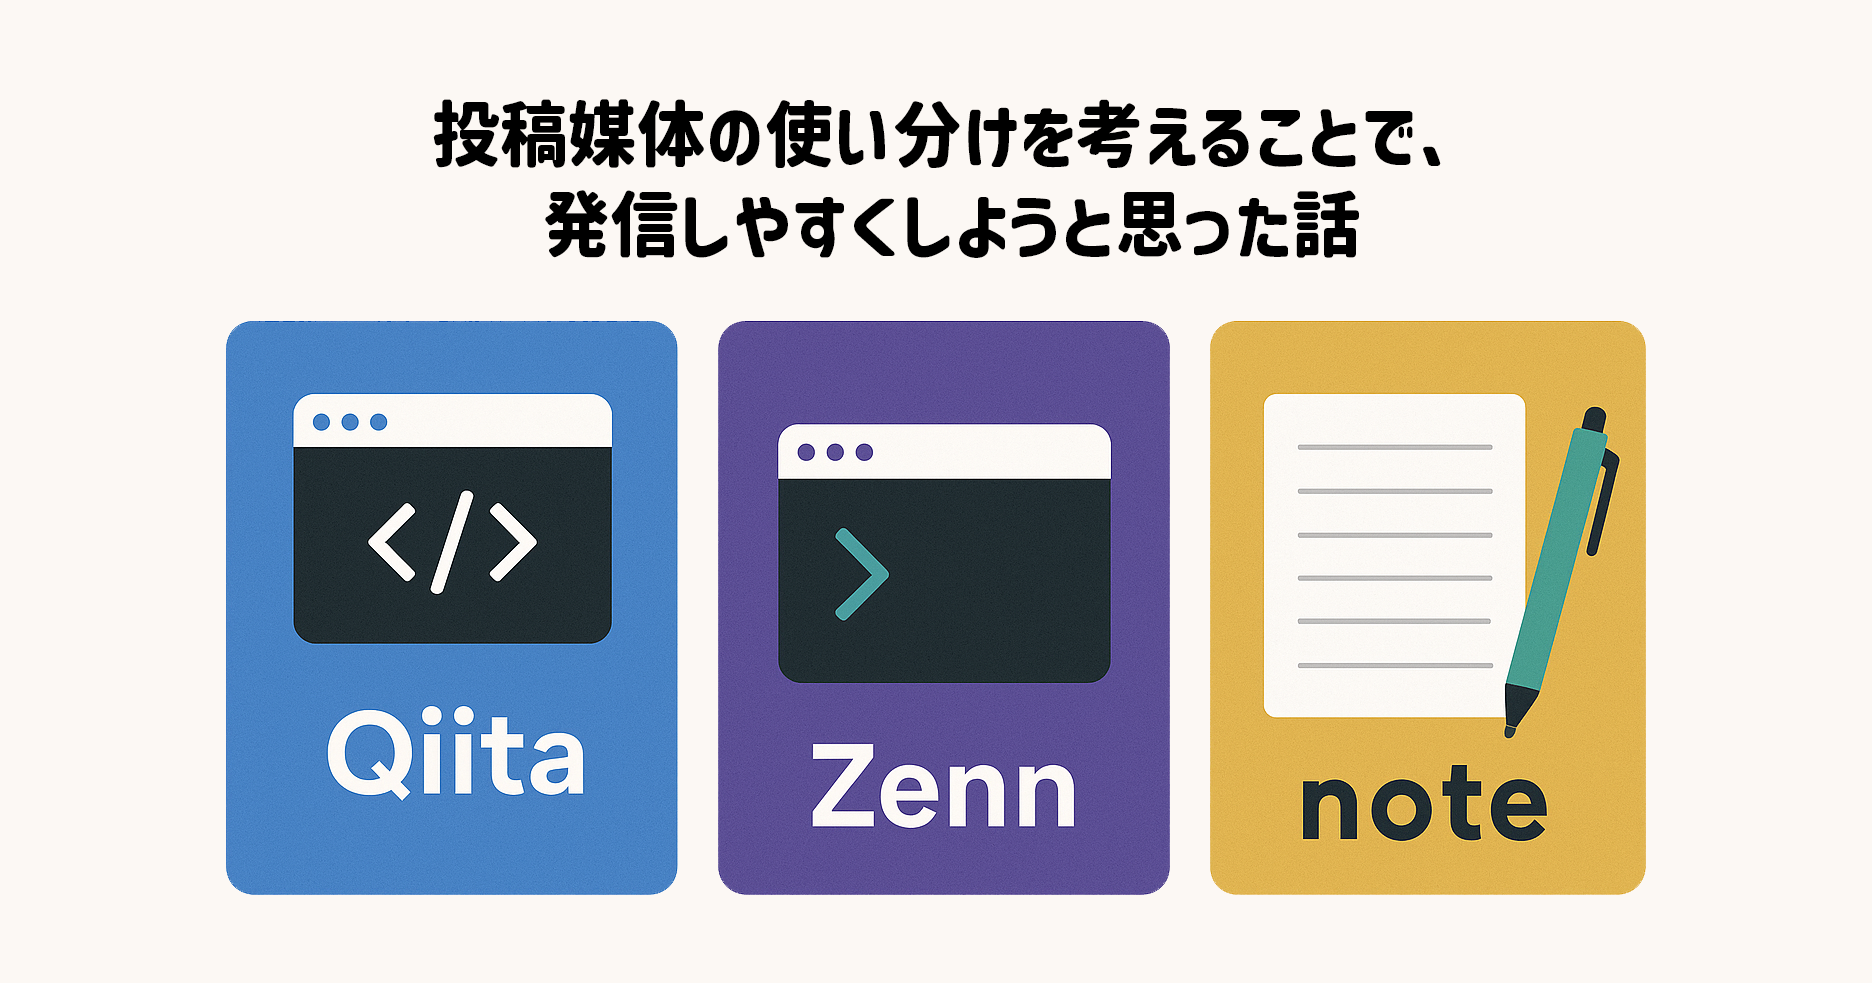 投稿媒体の使い分けを考えることで、
発信しやすくしようと思った話
</>
Qiita
>
Zenn
note